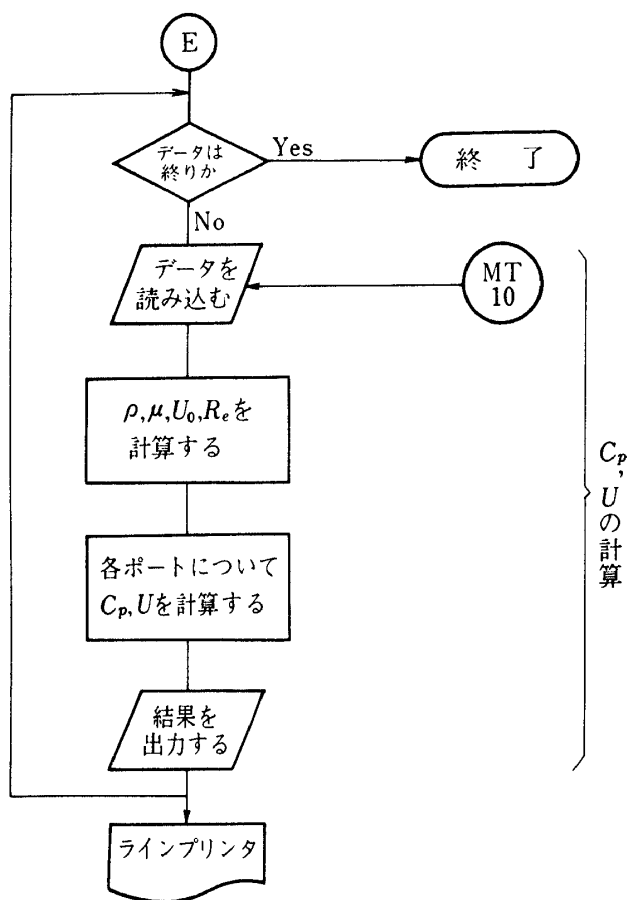 E
データは
終りか
Yes
終 了
No
データを
読み込む
MT
10
ρ,μ,U₀,Rₑを
計算する
各ポートについて
Cₚ,Uを計算する
結果を
出力する
ラインプリンタ
Cₚ,Uの計算